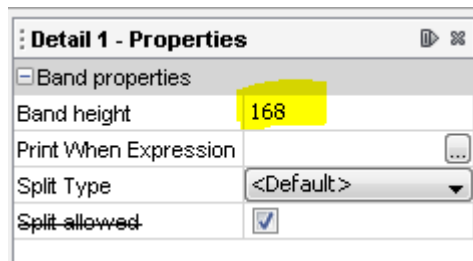 Detail 1 - Properties
Band properties
Band height 168
Print When Expression ...
Split Type <Default>
Split allowed